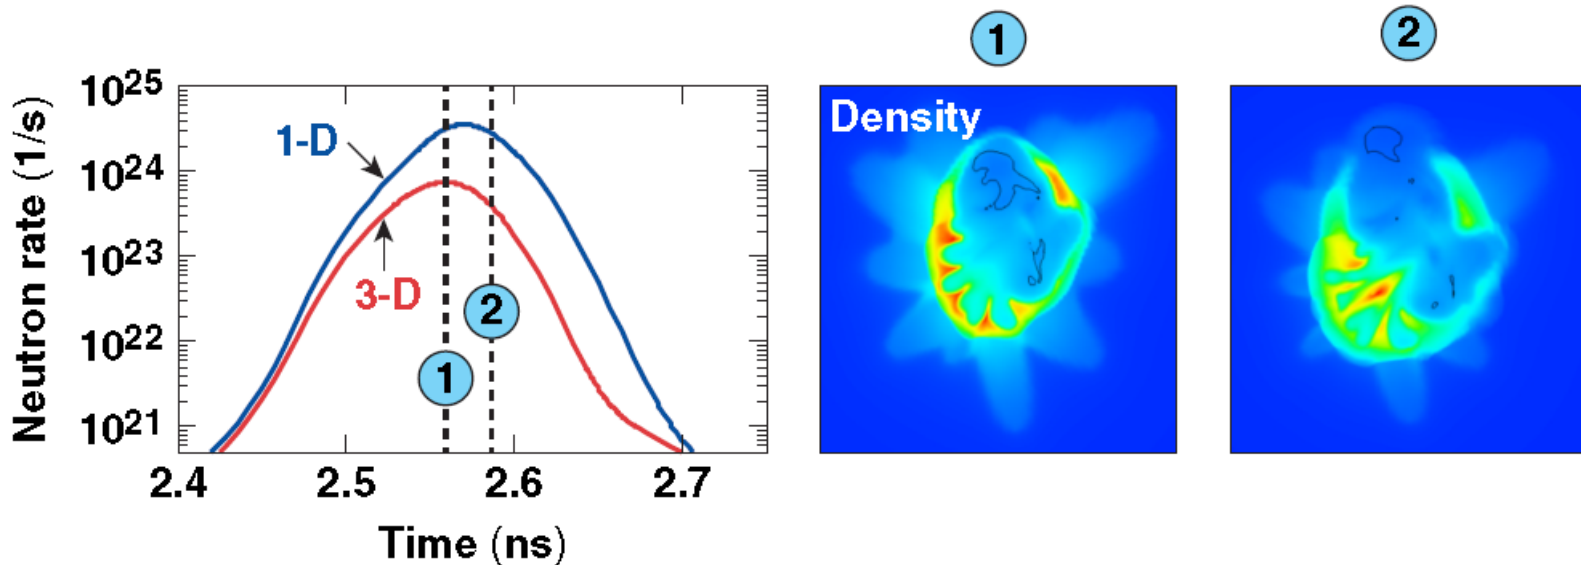 1
2
Density
Neutron rate (1/s)
10^25
10^24
10^23
10^22
10^21
1-D
3-D
2
1
2.4 2.5 2.6 2.7
Time (ns)